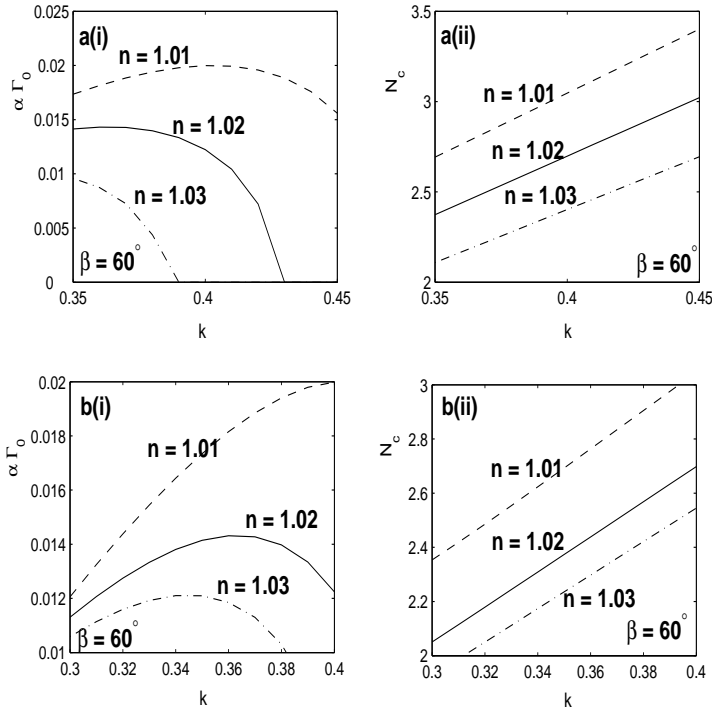 a(i)
n = 1.01
n = 1.02
n = 1.03
β = 60°
α Γ₀
0.025
0.02
0.015
0.01
0.005
0
0.35
0.4
0.45
k
a(ii)
n = 1.01
n = 1.02
n = 1.03
β = 60°
N_c
3.5
3
2.5
2
0.35
0.4
0.45
k
b(i)
n = 1.01
n = 1.02
n = 1.03
β = 60°
α Γ₀
0.02
0.018
0.016
0.014
0.012
0.01
0.3
0.32
0.34
0.36
0.38
0.4
k
b(ii)
n = 1.01
n = 1.02
n = 1.03
β = 60°
N_c
3
2.8
2.6
2.4
2.2
2
0.3
0.32
0.34
0.36
0.38
0.4
k